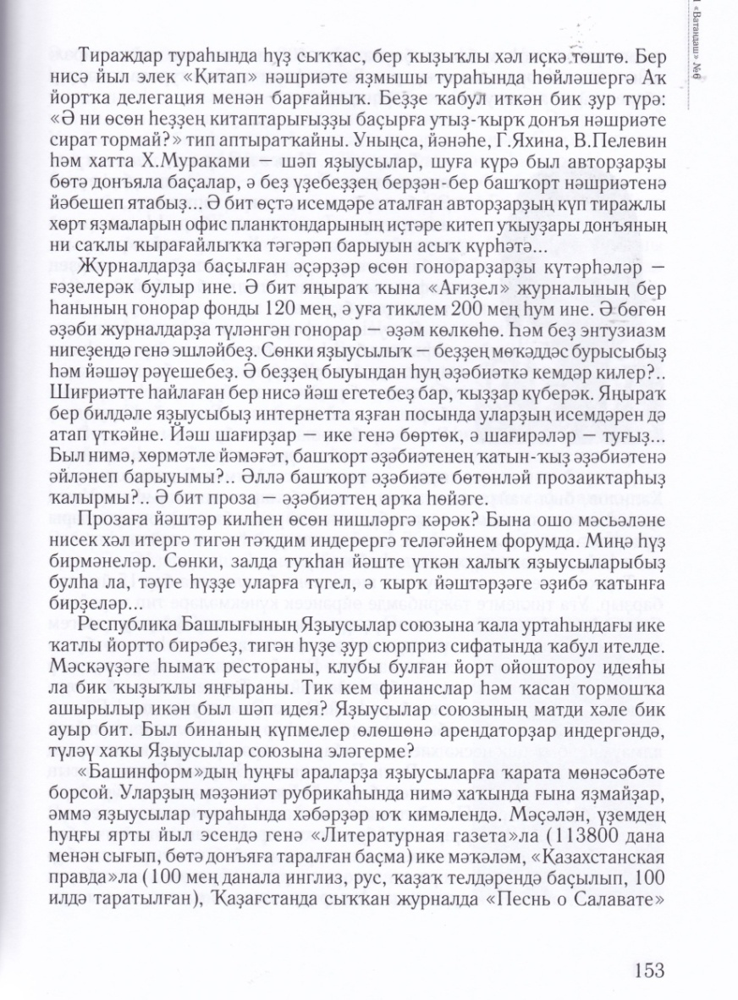 «Ватандаш» №6
Тираждар тураһында һүҙ сыҡҡас, бер ҡыҙыҡлы хәл иҫкә төштө. Бер
нисә йыл элек «Китап» нәшриәте яҙмышы тураһында һөйләшергә Аҡ
йортҡа делегация менән барғайныҡ. Беҙҙе ҡабул иткән бик ҙур түрә:
«Ә ни өсөн һеҙҙең китаптарығыҙҙы баҫырға утыҙ-ҡырҡ донъя нәшриәте
сират тормай?» тип аптыратҡайны. Уныңса, йәнәһе, Г.Яхина, В.Пелевин
һәм хатта Х.Мураками — шәп яҙыусылар, шуға күрә был авторҙарҙы
бөтә донъяла баҫалар, ә беҙ үҙебеҙҙең берҙән-бер башҡорт нәшриәтенә
йәбешеп ятабыҙ... Ә бит өҫтә исемдәре аталған авторҙарҙың күп тиражлы
хөрт яҙмаларын офис планктондарының иҫтәре китеп уҡыуҙары донъяның
ни саҡлы ҡырағайлыҡҡа тәгәрәп барыуын асыҡ күрһәтә...
Журналдарҙа баҫылған әҫәрҙәр өсөн гонорарҙарҙы күтәрһәләр —
ғәҙелерәк булыр ине. Ә бит яңыраҡ ҡына «Ағиҙел» журналының бер
һанының гонорар фонды 120 мең, ә уға тиклем 200 мең һум ине. Ә бөгөн
әҙәби журналдарҙа түләнгән гонорар — әҙәм көлкөһө. Һәм беҙ энтузиазм
нигеҙендә генә эшләйбеҙ. Сөнки яҙыусылыҡ — беҙҙең мөҡәддәс бурысыбыҙ
һәм йәшәү рәүешебеҙ. Ә беҙҙең быуындан һуң әҙәбиәткә кемдәр килер?..
Шиғриәтте һайлаған бер нисә йәш егетебеҙ бар, ҡыҙҙар күберәк. Яңыраҡ
бер билдәле яҙыусыбыҙ интернетта яҙған посында уларҙың исемдәрен дә
атап үткәйне. Йәш шағирҙар — ике генә бөртөк, ә шағирәләр — туғыҙ...
Был нимә, хөрмәтле йәмәғәт, башҡорт әҙәбиәтенең ҡатын-ҡыҙ әҙәбиәтенә
әйләнеп барыуымы?.. Әллә башҡорт әҙәбиәте бөтөнләй прозаиктарһыҙ
ҡалырмы?.. Ә бит проза — әҙәбиәттең арҡа һөйәге.
Прозаға йәштәр килһен өсөн нишләргә кәрәк? Бына ошо мәсьәләне
нисек хәл итергә тигән тәҡдим индерергә теләгәйнем форумда. Миңә һүҙ
бирмәнеләр. Сөнки, залда туҡһан йәште үткән халыҡ яҙыусыларыбыҙ
булһа ла, тәүге һүҙҙе уларға түгел, ә ҡырҡ йәштәрҙәге әҙибә ҡатынға
бирҙеләр...
Республика Башлығының Яҙыусылар союзына ҡала уртаһындағы ике
ҡатлы йортто бирәбеҙ, тигән һүҙе ҙур сюрприз сифатында ҡабул ителде.
Мәскәүҙәге һымаҡ рестораны, клубы булған йорт ойоштороу идеяһы
ла бик ҡыҙыҡлы яңғыраны. Тик кем финанслар һәм ҡасан тормошҡа
ашырылыр икән был шәп идея? Яҙыусылар союзының матди хәле бик
ауыр бит. Был бинаның күпмелер өлөшөнә арендаторҙар индергәндә,
түләү хаҡы Яҙыусылар союзына эләгерме?
«Башинформ»дың һуңғы араларҙа яҙыусыларға ҡарата мөнәсәбәте
борсой. Уларҙың мәҙәниәт рубрикаһында нимә хаҡында ғына яҙмайҙар,
әммә яҙыусылар тураһында хәбәрҙәр юҡ кимәлендә. Мәҫәлән, үҙемдең
һуңғы ярты йыл эсендә генә «Литературная газета»ла (113800 дана
менән сығып, бөтә донъяға таралған баҫма) ике мәҡәләм, «Казахстанская
правда»ла (100 мең данала инглиз, рус, ҡаҙаҡ телдәрендә баҫылып, 100
илдә таратылған), Ҡаҙағстанда сыҡҡан журналда «Песнь о Салавате»
153